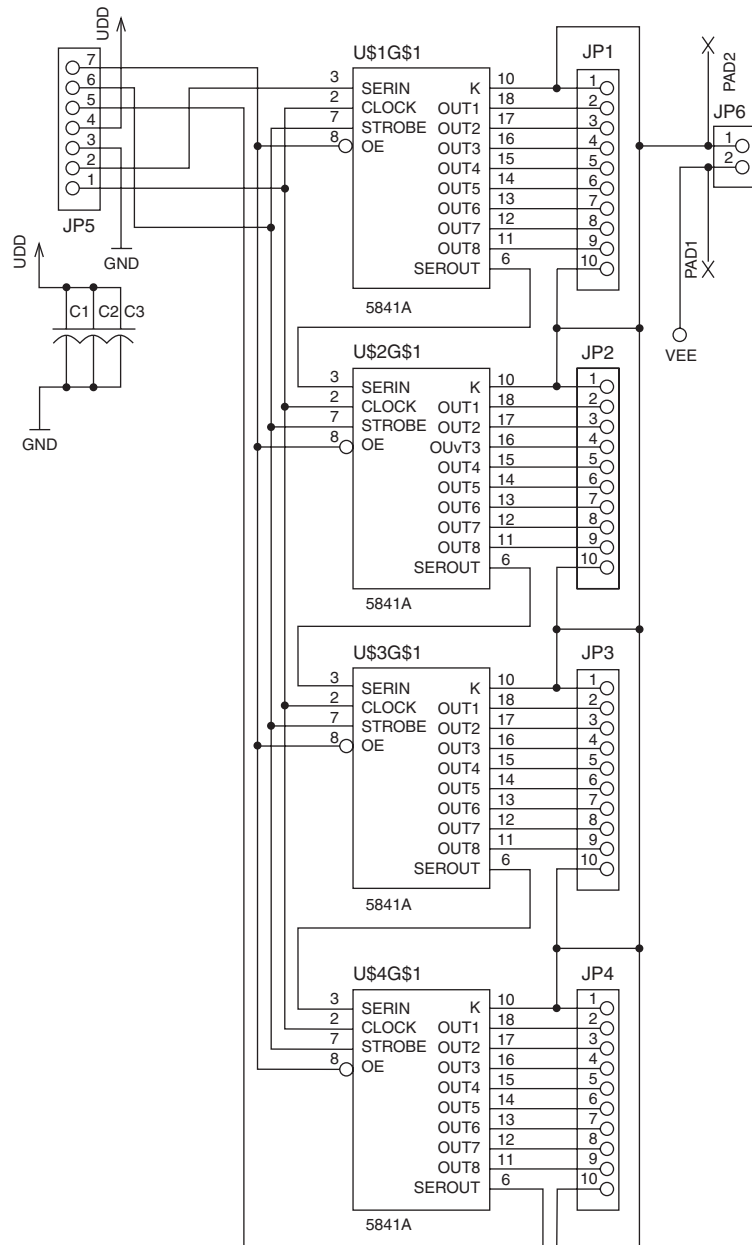 UDD
7
6
5
4
3
2
1
JP5
GND
UDD
C1 C2 C3
GND
U$1G$1
3 SERIN K 10
2 CLOCK OUT1 18
7 STROBE OUT2 17
8 OE OUT3 16
OUT4 15
OUT5 14
OUT6 13
OUT7 12
OUT8 11
SEROUT 6
5841A
JP1
1
2
3
4
5
6
7
8
9
10
PAD2
JP6
1
2
PAD1
VEE
U$2G$1
3 SERIN K 10
2 CLOCK OUT1 18
7 STROBE OUT2 17
8 OE OUvT3 16
OUT4 15
OUT5 14
OUT6 13
OUT7 12
OUT8 11
SEROUT 6
5841A
JP2
1
2
3
4
5
6
7
8
9
10
U$3G$1
3 SERIN K 10
2 CLOCK OUT1 18
7 STROBE OUT2 17
8 OE OUT3 16
OUT4 15
OUT5 14
OUT6 13
OUT7 12
OUT8 11
SEROUT 6
5841A
JP3
1
2
3
4
5
6
7
8
9
10
U$4G$1
3 SERIN K 10
2 CLOCK OUT1 18
7 STROBE OUT2 17
8 OE OUT3 16
OUT4 15
OUT5 14
OUT6 13
OUT7 12
OUT8 11
SEROUT 6
5841A
JP4
1
2
3
4
5
6
7
8
9
10